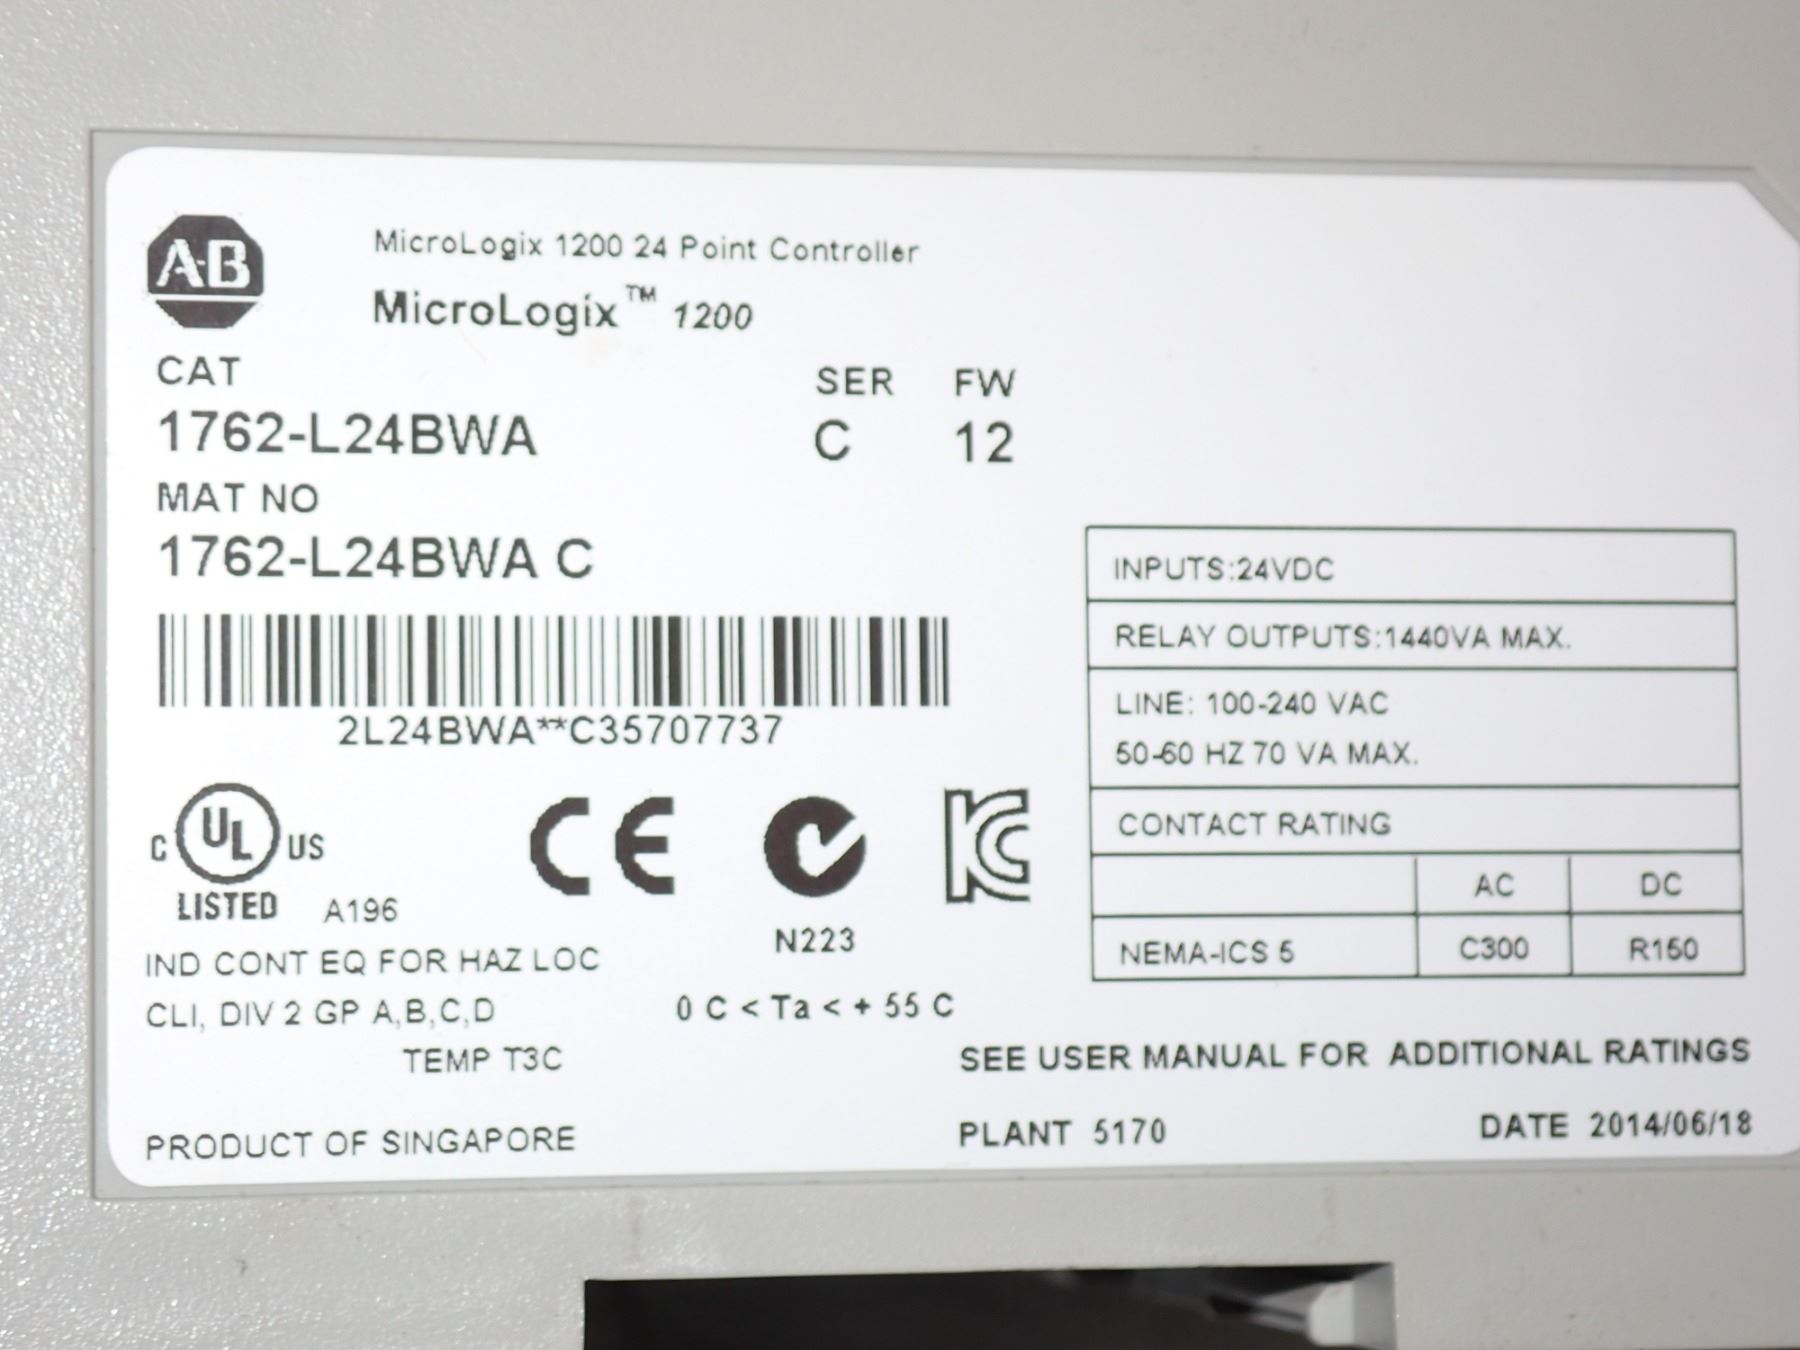 AB
MicroLogix 1200 24 Point Controller
MicroLogix™ 1200
CAT
SER FW
1762-L24BWA
C 12
MAT NO
1762-L24BWA C
2L24BWA**C35707737
INPUTS:24VDC
RELAY OUTPUTS:1440VA MAX.
LINE: 100-240 VAC
50-60 HZ 70 VA MAX.
CONTACT RATING
AC DC
NEMA-ICS 5 C300 R150
C UL US
LISTED A196
CE
N223
KC
IND CONT EQ FOR HAZ LOC
CLI, DIV 2 GP A,B,C,D
0 C < Ta < + 55 C
TEMP T3C
SEE USER MANUAL FOR ADDITIONAL RATINGS
PRODUCT OF SINGAPORE
PLANT 5170
DATE 2014/06/18